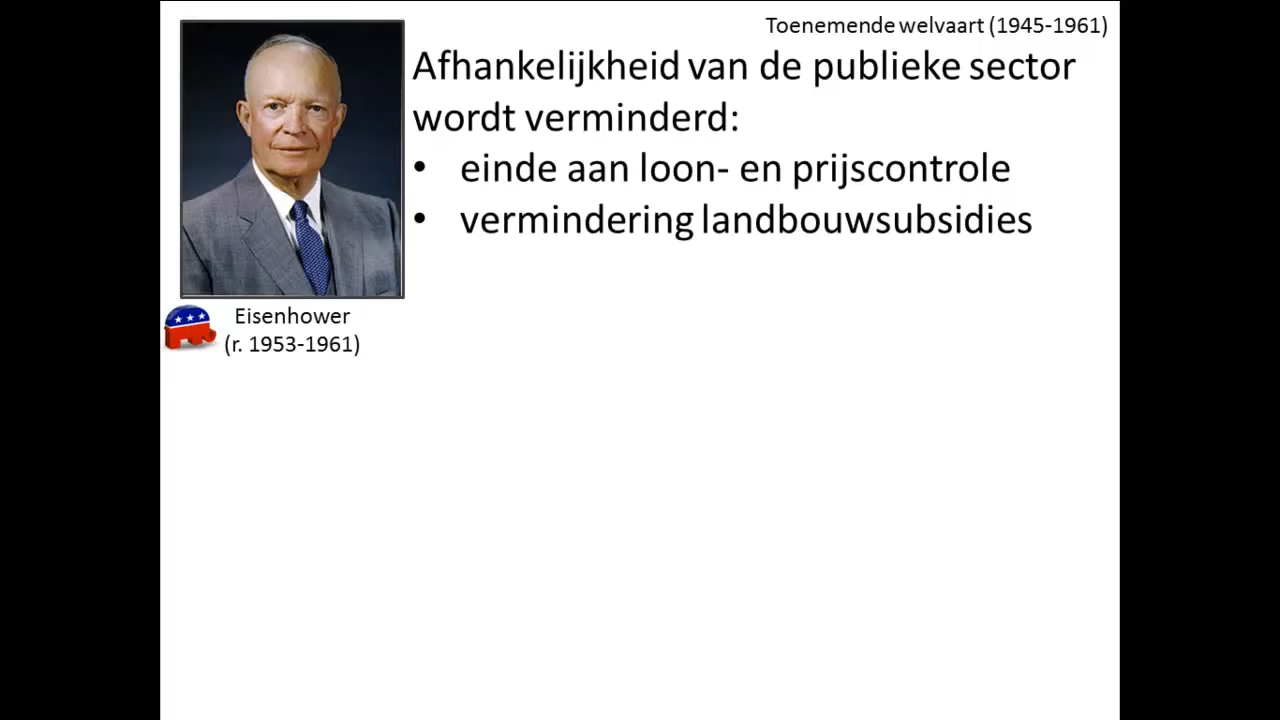 Toenemende welvaart (1945-1961)
Afhankelijkheid van de publieke sector
wordt verminderd:
• einde aan loon- en prijscontrole
• vermindering landbouwsubsidies
Eisenhower
(r. 1953-1961)